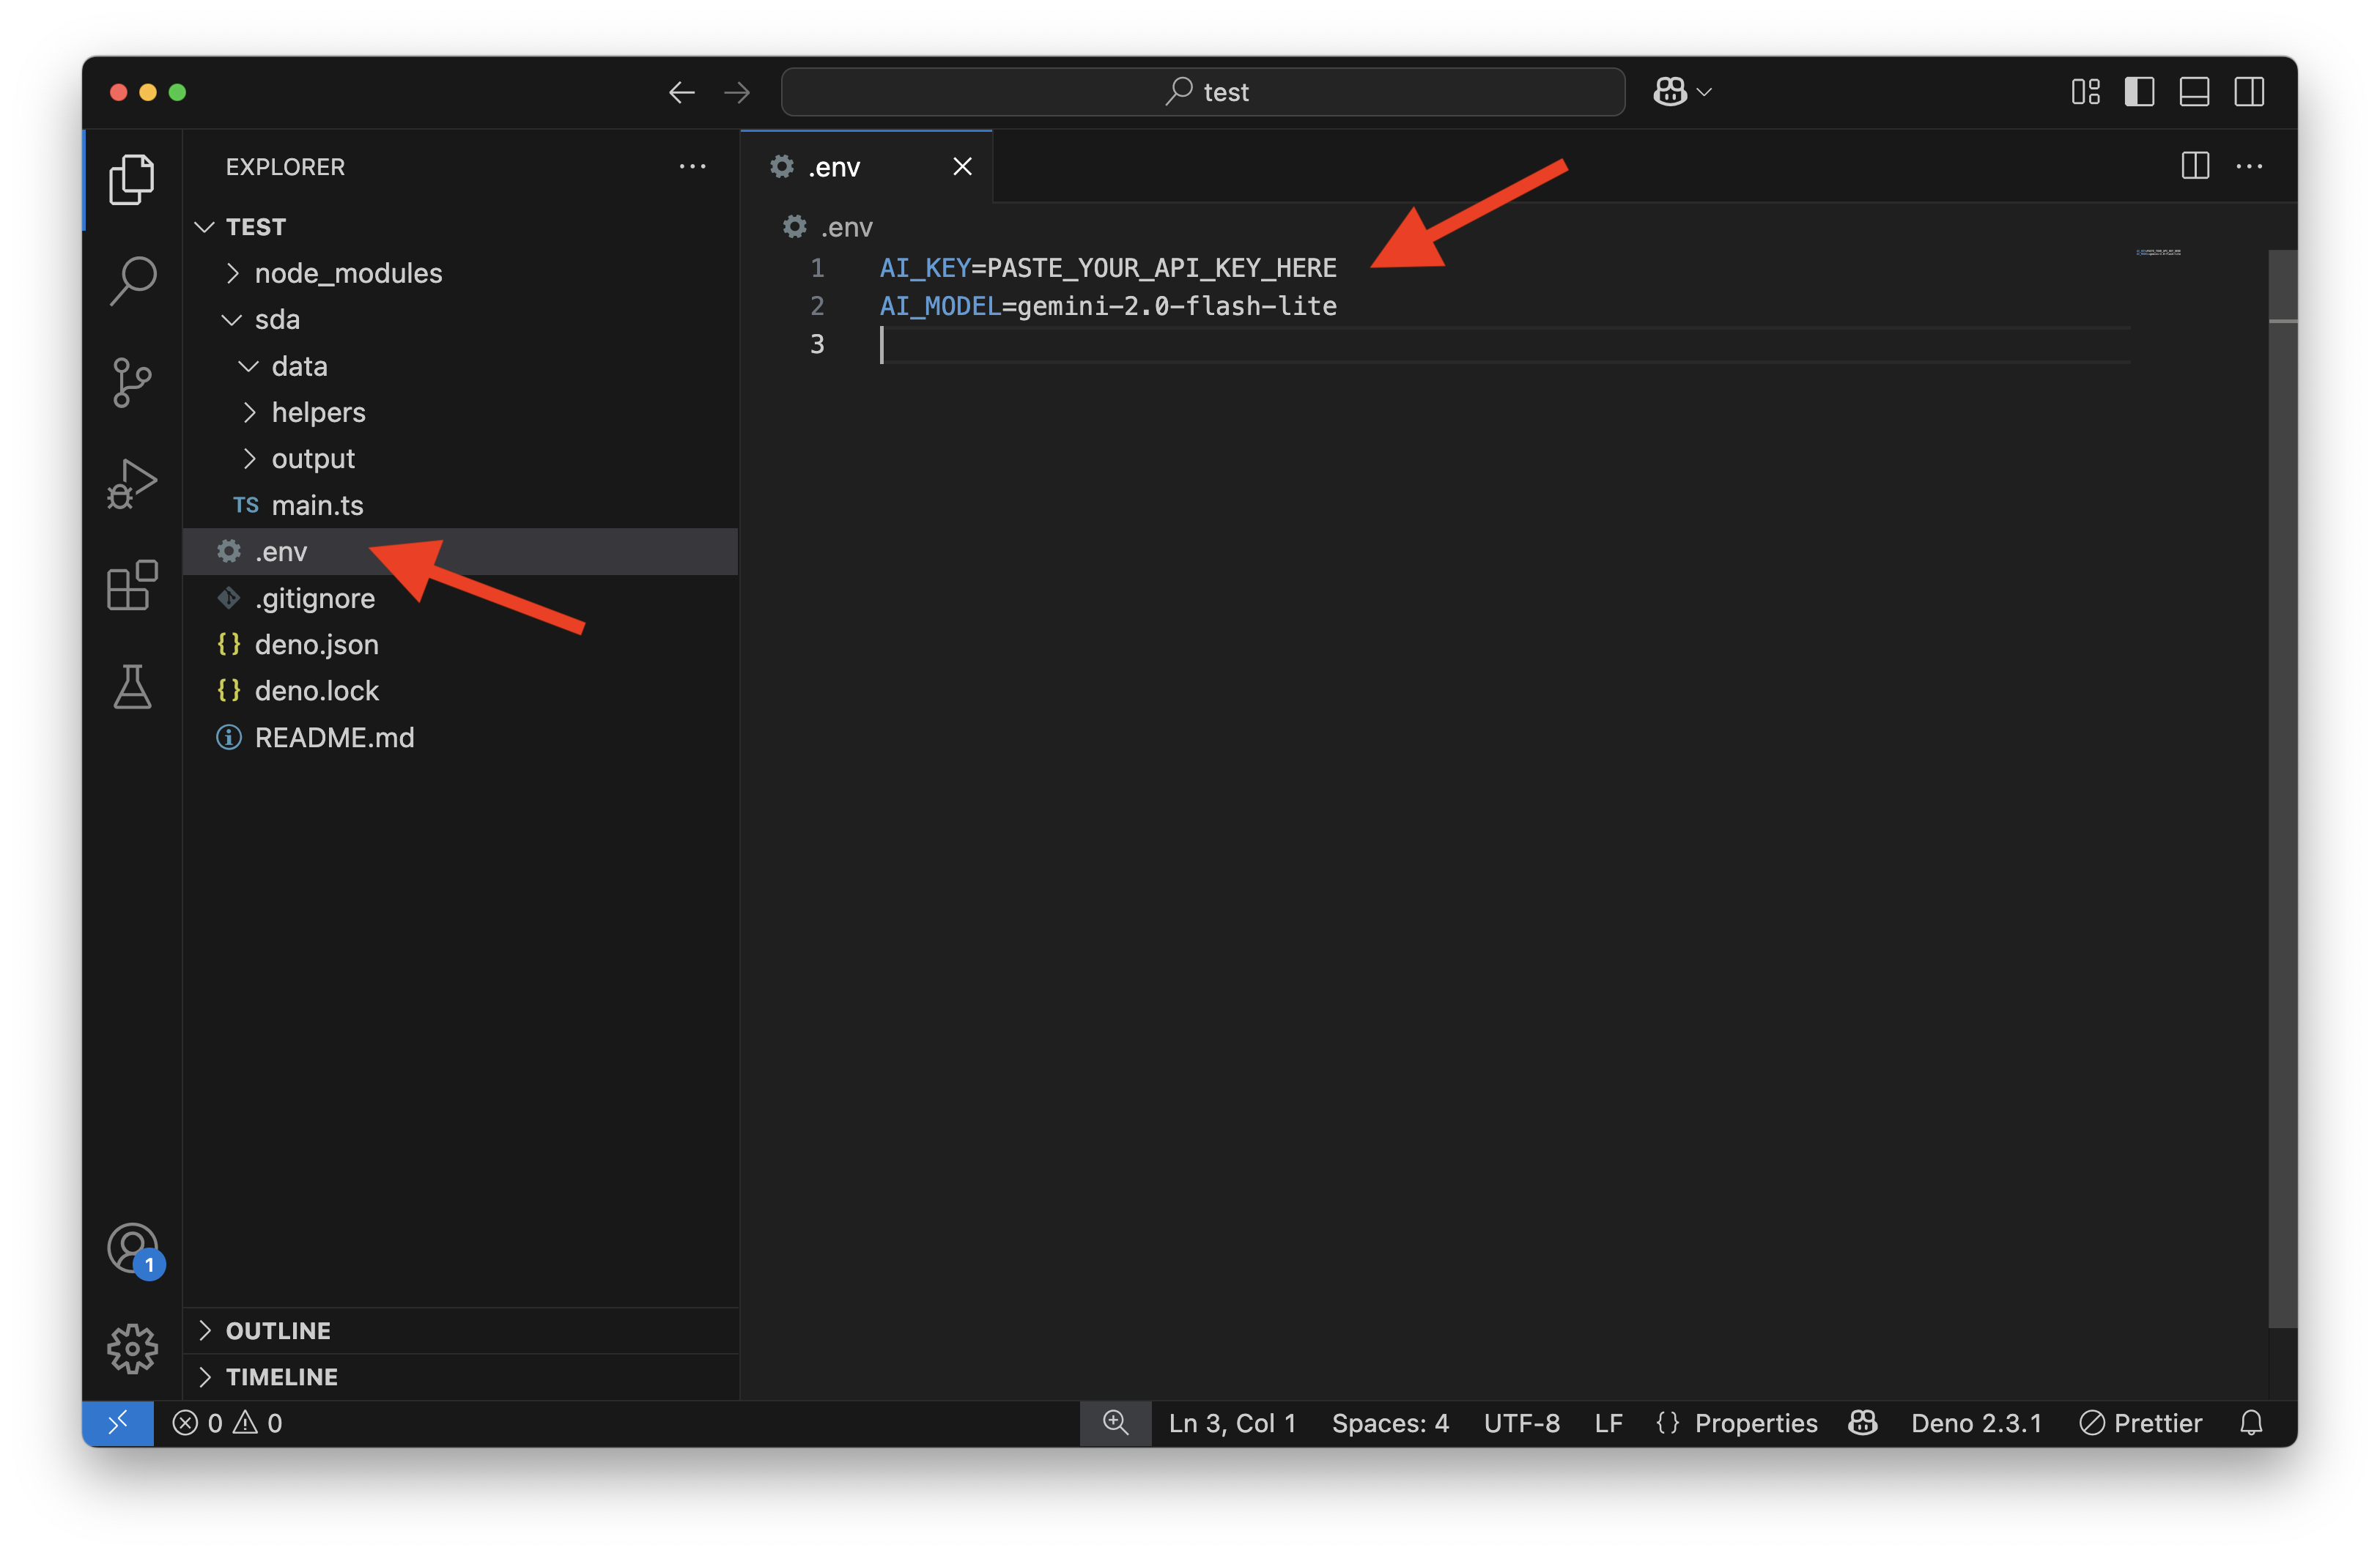 test
EXPLORER
TEST
node_modules
sda
data
helpers
output
TS main.ts
.env
.gitignore
{} deno.json
{} deno.lock
README.md
OUTLINE
TIMELINE
.env
.env
1 AI_KEY=PASTE_YOUR_API_KEY_HERE
2 AI_MODEL=gemini-2.0-flash-lite
3
1
0 0
Ln 3, Col 1 Spaces: 4 UTF-8 LF {} Properties Deno 2.3.1 Prettier